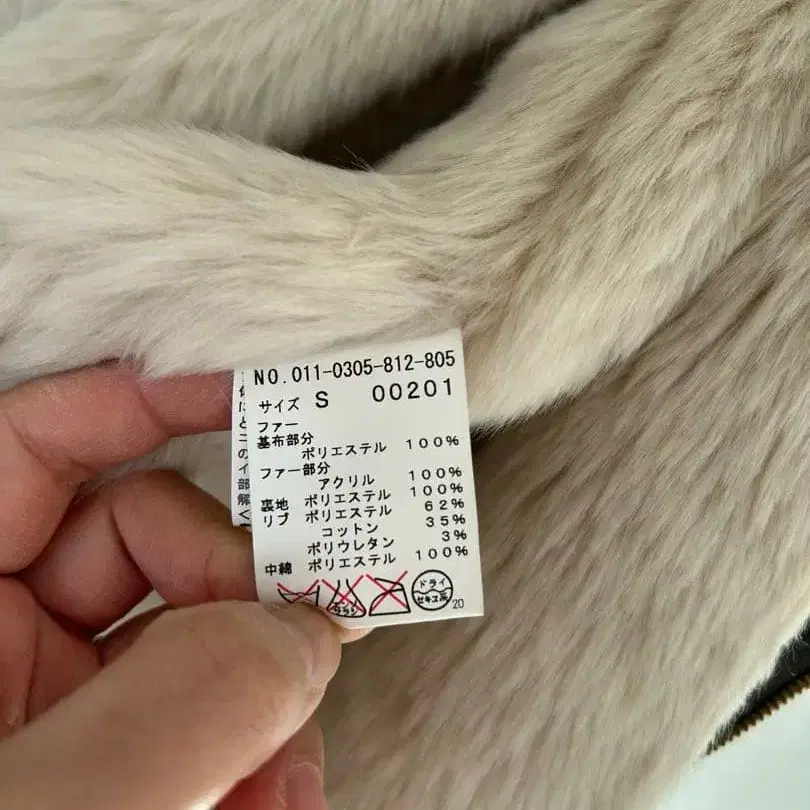 NO.011-0305-812-805
サイズ S 00201
ファー
基布部分
ポリエステル 100%
ファー部分
アクリル 100%
裏地 ポリエステル 100%
リブ ポリエステル 62%
コットン 35%
ポリウレタン 3%
中綿 ポリエステル 100%
ドライ
セキユ系
20